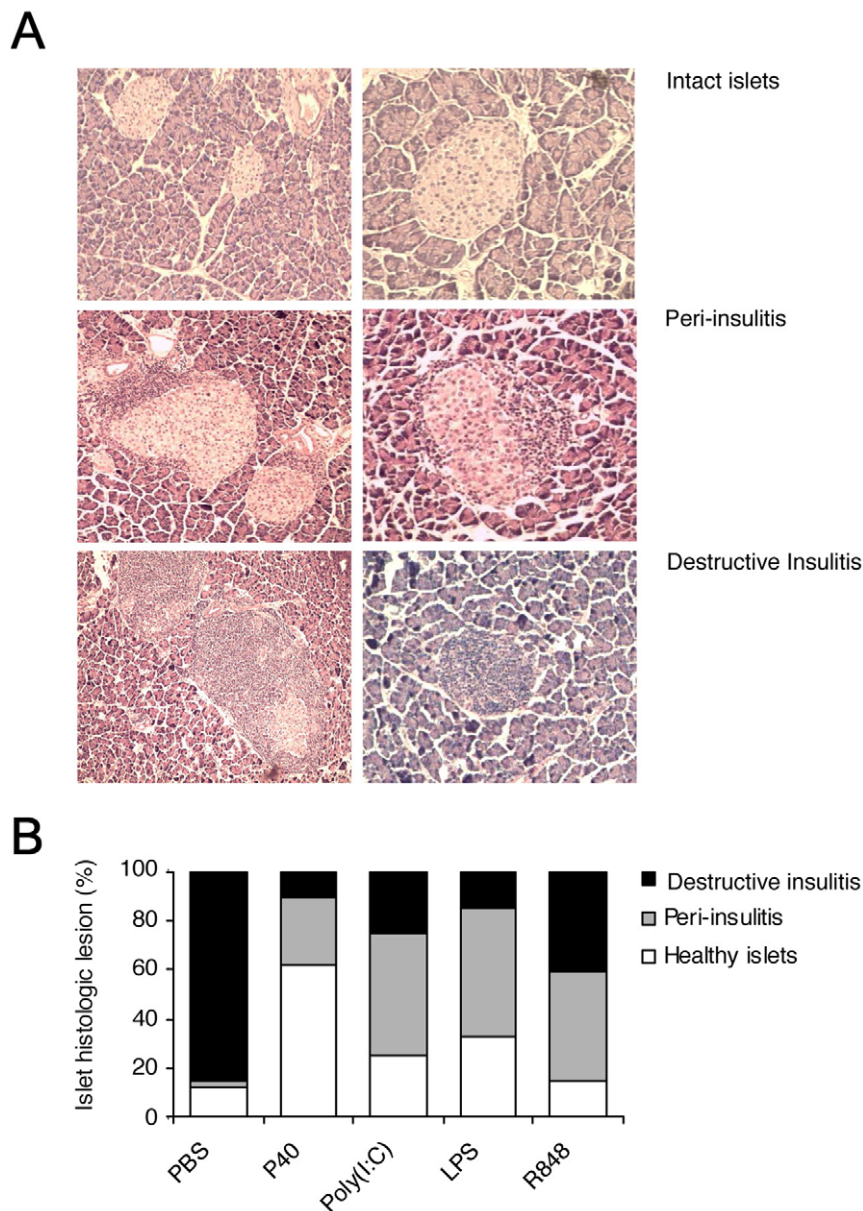 A
Intact islets
Peri-insulitis
Destructive Insulitis
B
Islet histologic lesion (%)
100
80
60
40
20
0
PBS
P40
Poly(I:C)
LPS
R848
Destructive insulitis
Peri-insulitis
Healthy islets